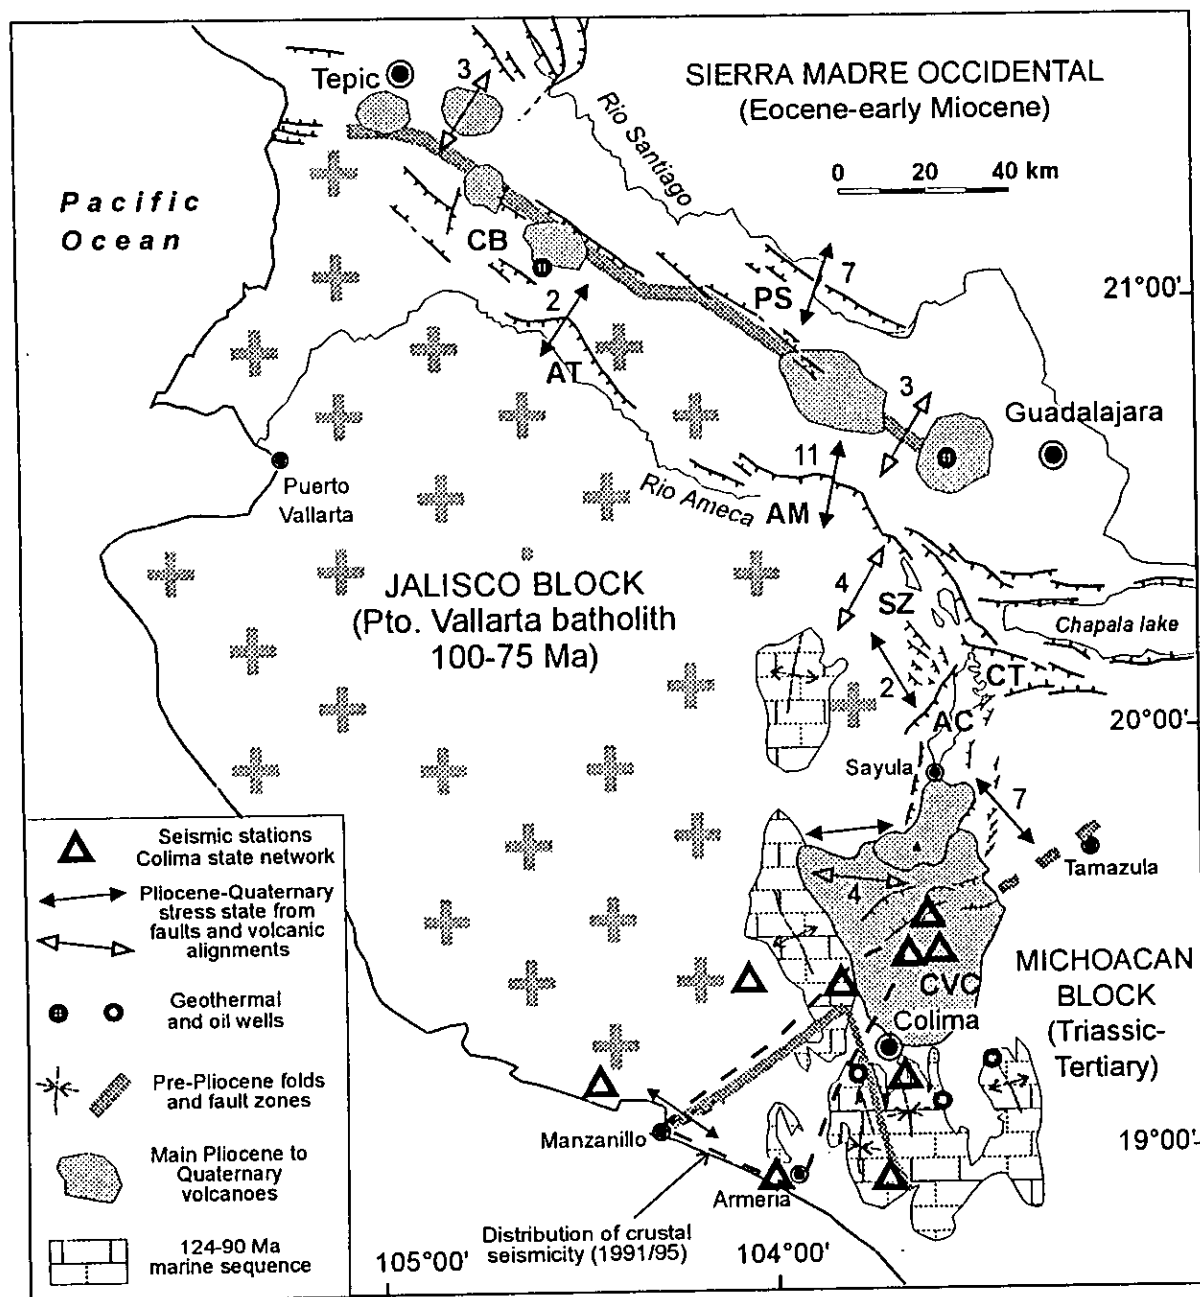 Tepic
3
SIERRA MADRE OCCIDENTAL
(Eocene-early Miocene)
Rio Santiago
0 20 40 km
Pacific
Ocean
CB
2
PS
7
21°00'
AT
3
Guadalajara
11
Puerto
Vallarta
Rio Ameca
AM
JALISCO BLOCK
(Pto. Vallarta batholith
100-75 Ma)
4
SZ
Chapala lake
2
CT
AC
20°00'
Sayula
7
Tamazula
4
CVC
MICHOACAN
BLOCK
(Triassic-
Tertiary)
Colima
Manzanillo
19°00'
Armeria
Distribution of crustal
seismicity (1991/95)
105°00'
104°00'
Seismic stations
Colima state network
Pliocene-Quaternary
stress state from
faults and volcanic
alignments
Geothermal
and oil wells
Pre-Pliocene folds
and fault zones
Main Pliocene to
Quaternary
volcanoes
124-90 Ma
marine sequence